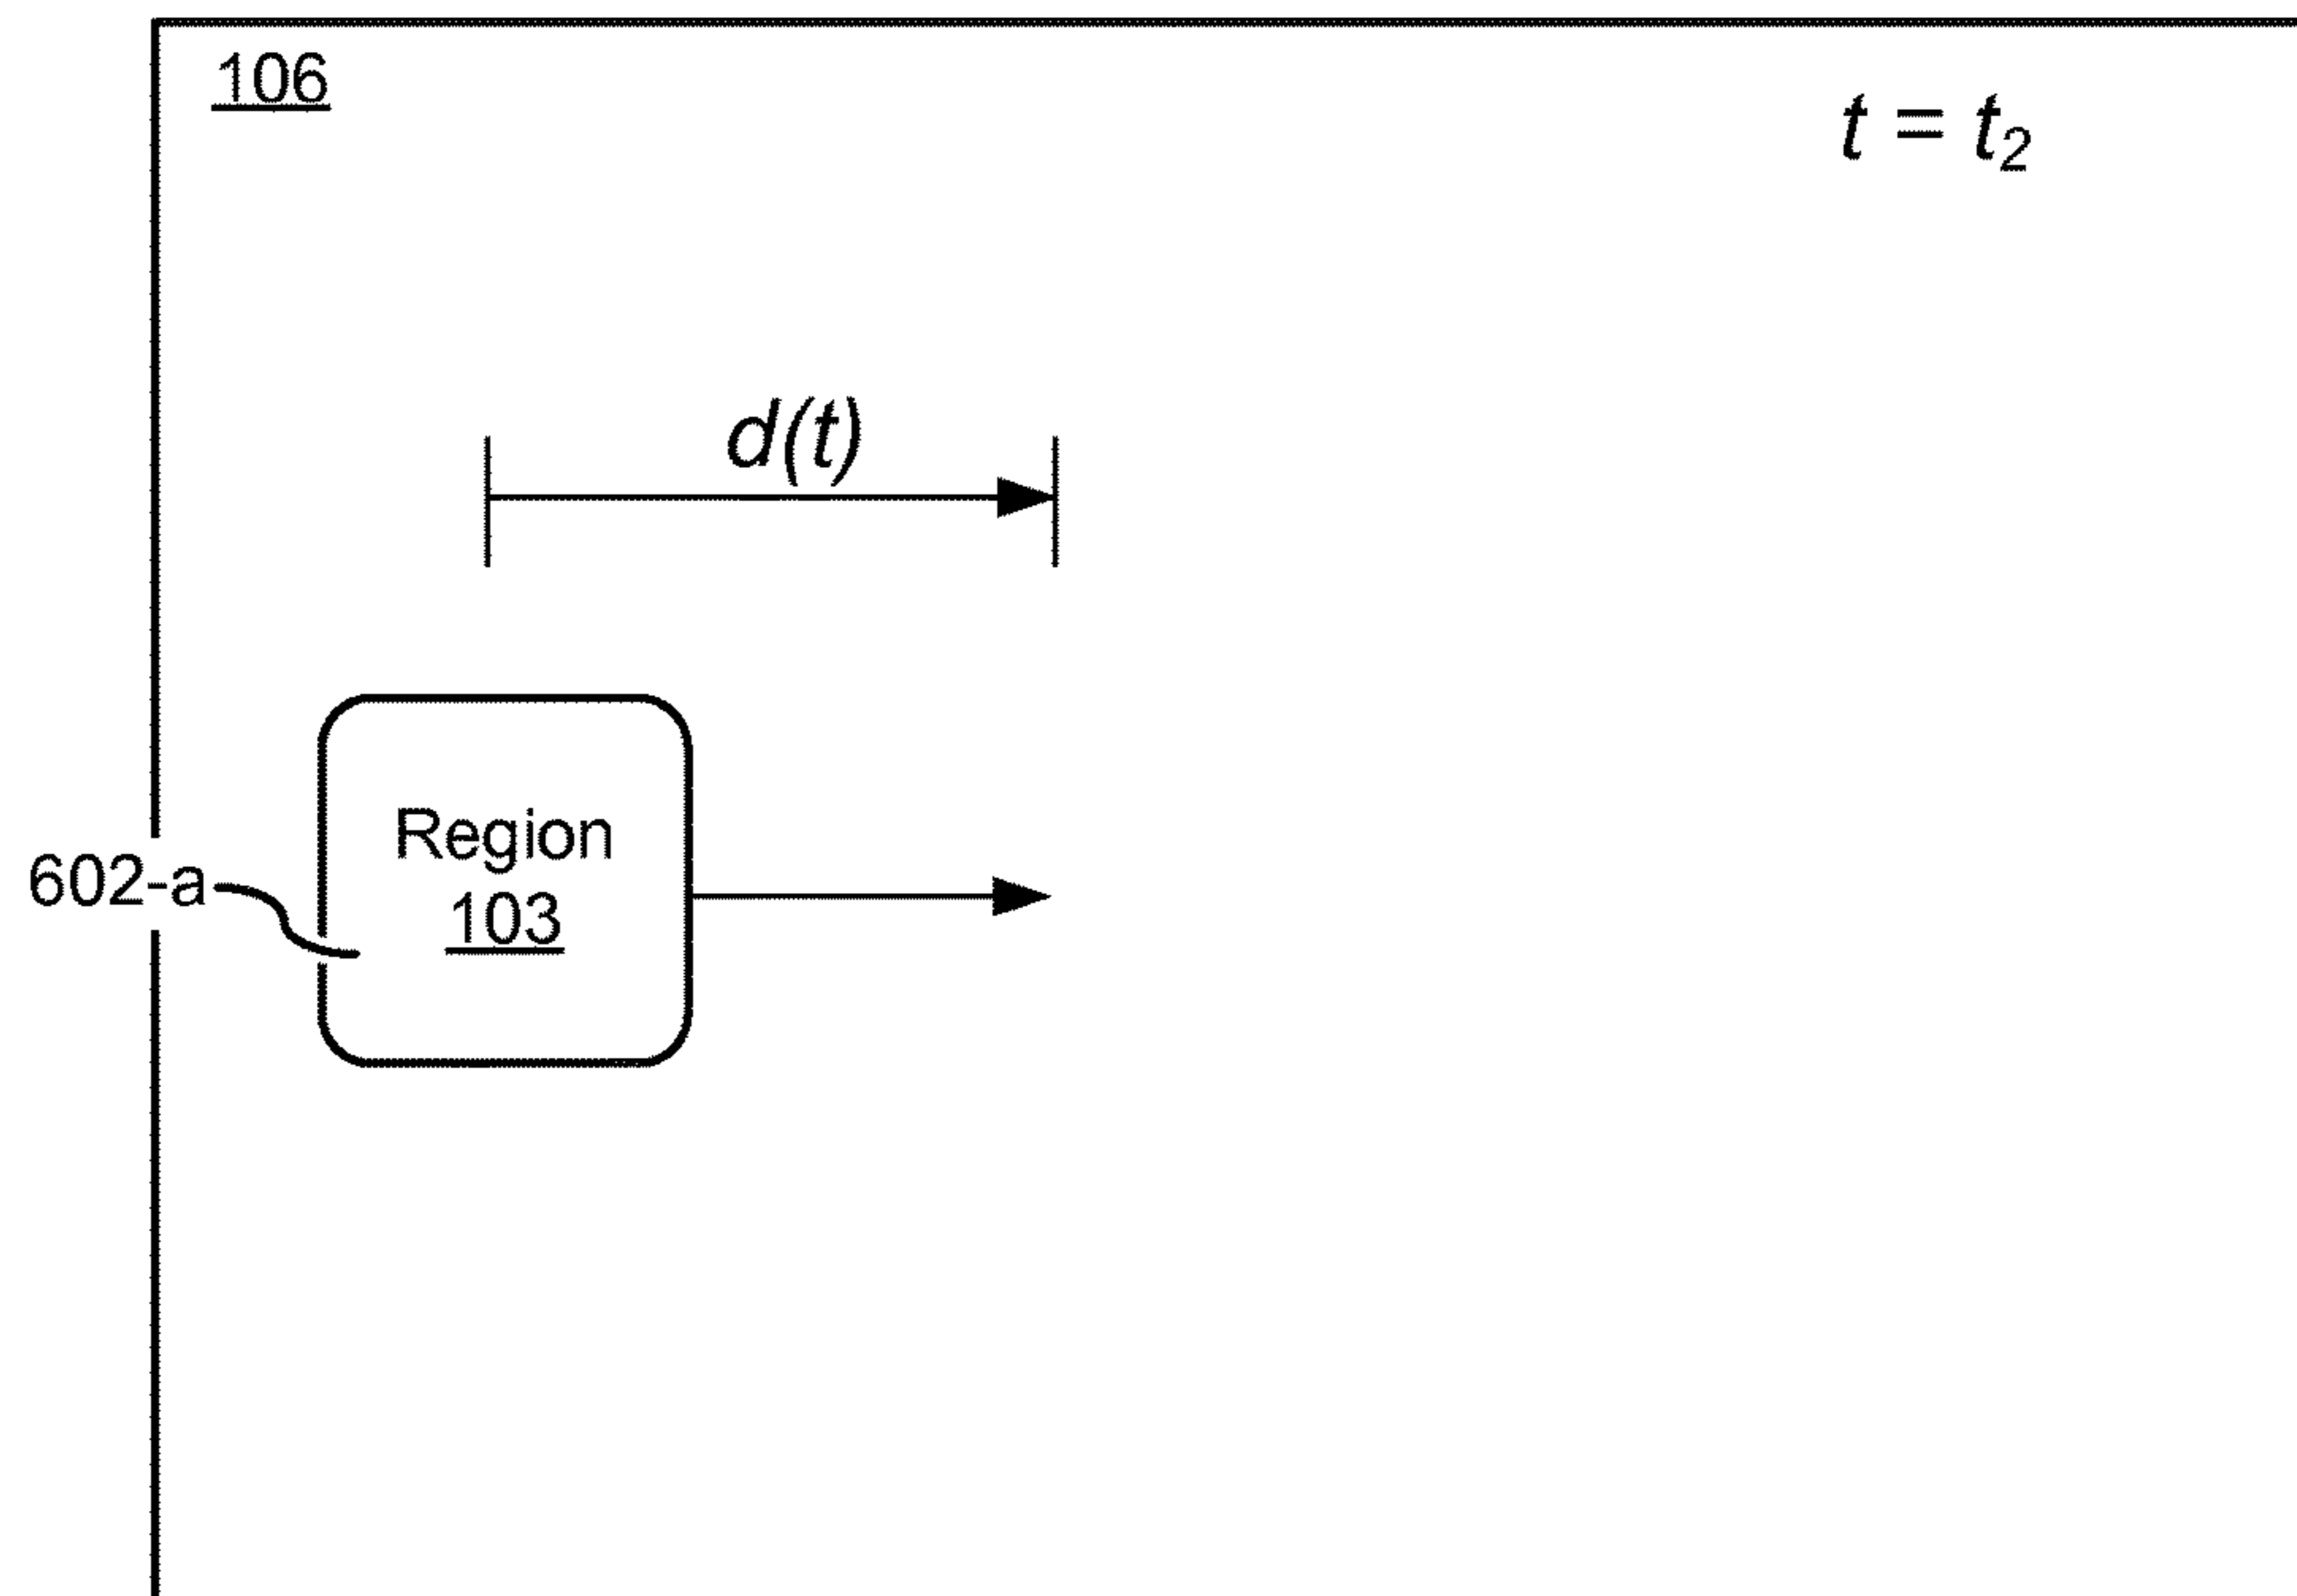 106
t = t₂
d(t)
Region
103
602-a